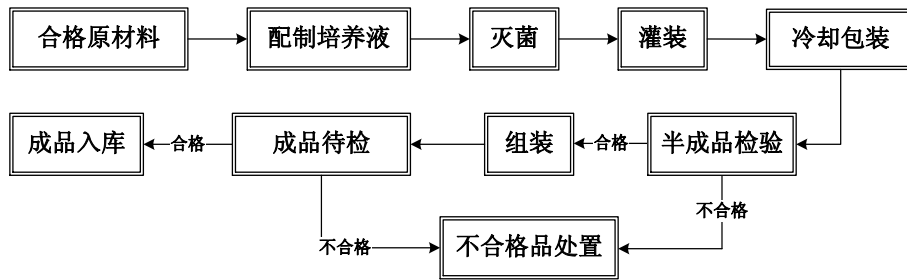 合格原材料
配制培养液
灭菌
灌装
冷却包装
成品入库
合格
成品待检
组装
合格
半成品检验
不合格
不合格
不合格品处置